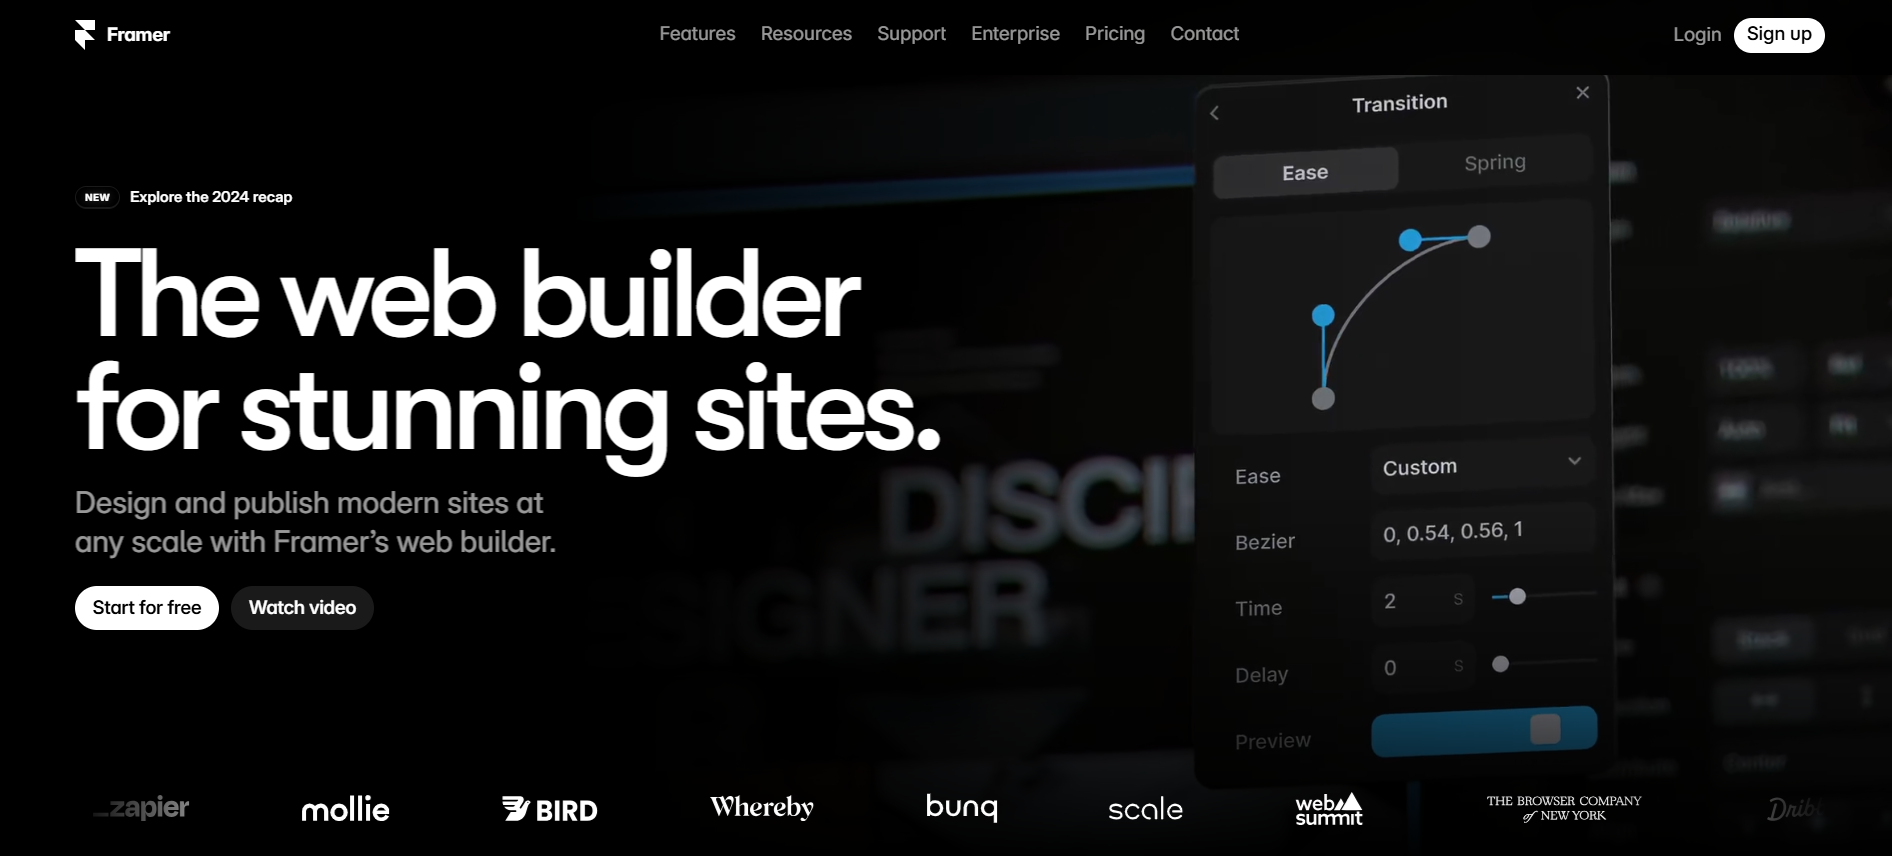 Framer
Features Resources Support Enterprise Pricing Contact
Login Sign up
NEW Explore the 2024 recap
The web builder
for stunning sites.
Design and publish modern sites at
any scale with Framer’s web builder.
Start for free Watch video
Transition
Ease Spring
Ease Custom
Bezier 0, 0.54, 0.56, 1
Time 2 S
Delay 0 S
Preview
zapier mollie BIRD Whereby bunq scale web summit THE BROWSER COMPANY of NEW YORK